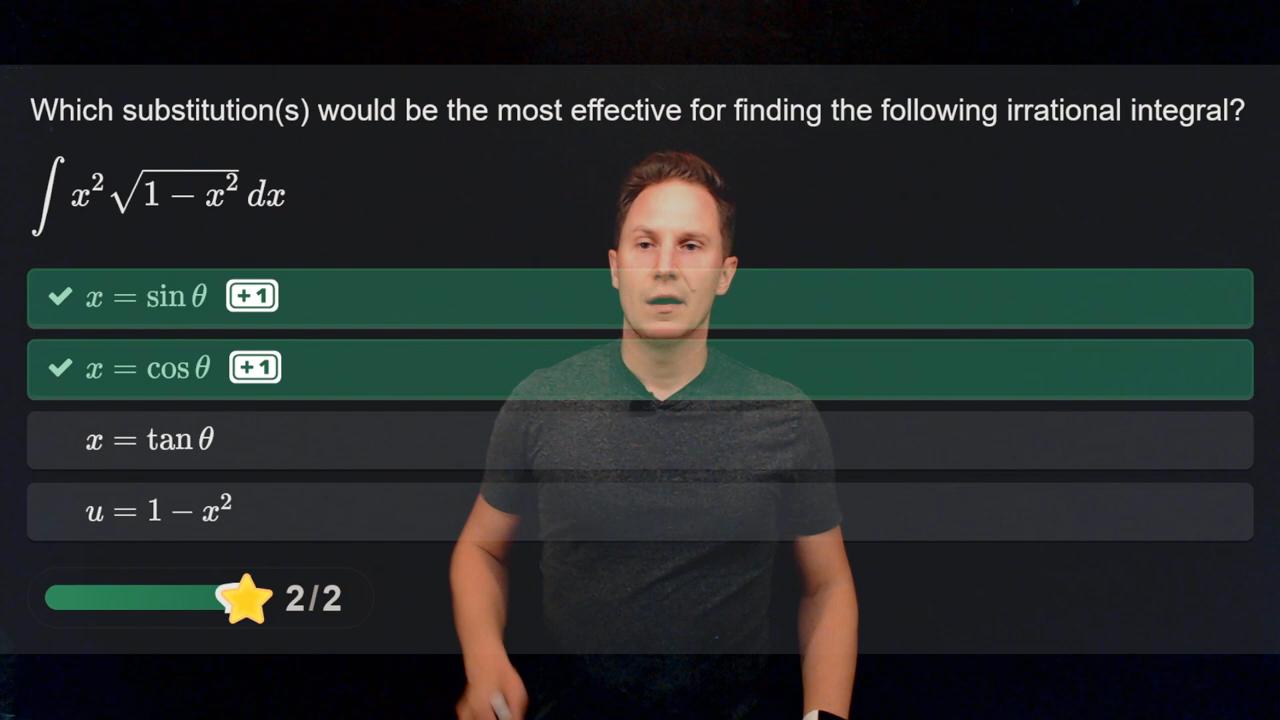 Which substitution(s) would be the most effective for finding the following irrational integral?
∫ x² √(1 − x²) dx
x = sin θ +1
x = cos θ +1
x = tan θ
u = 1 − x²
2/2